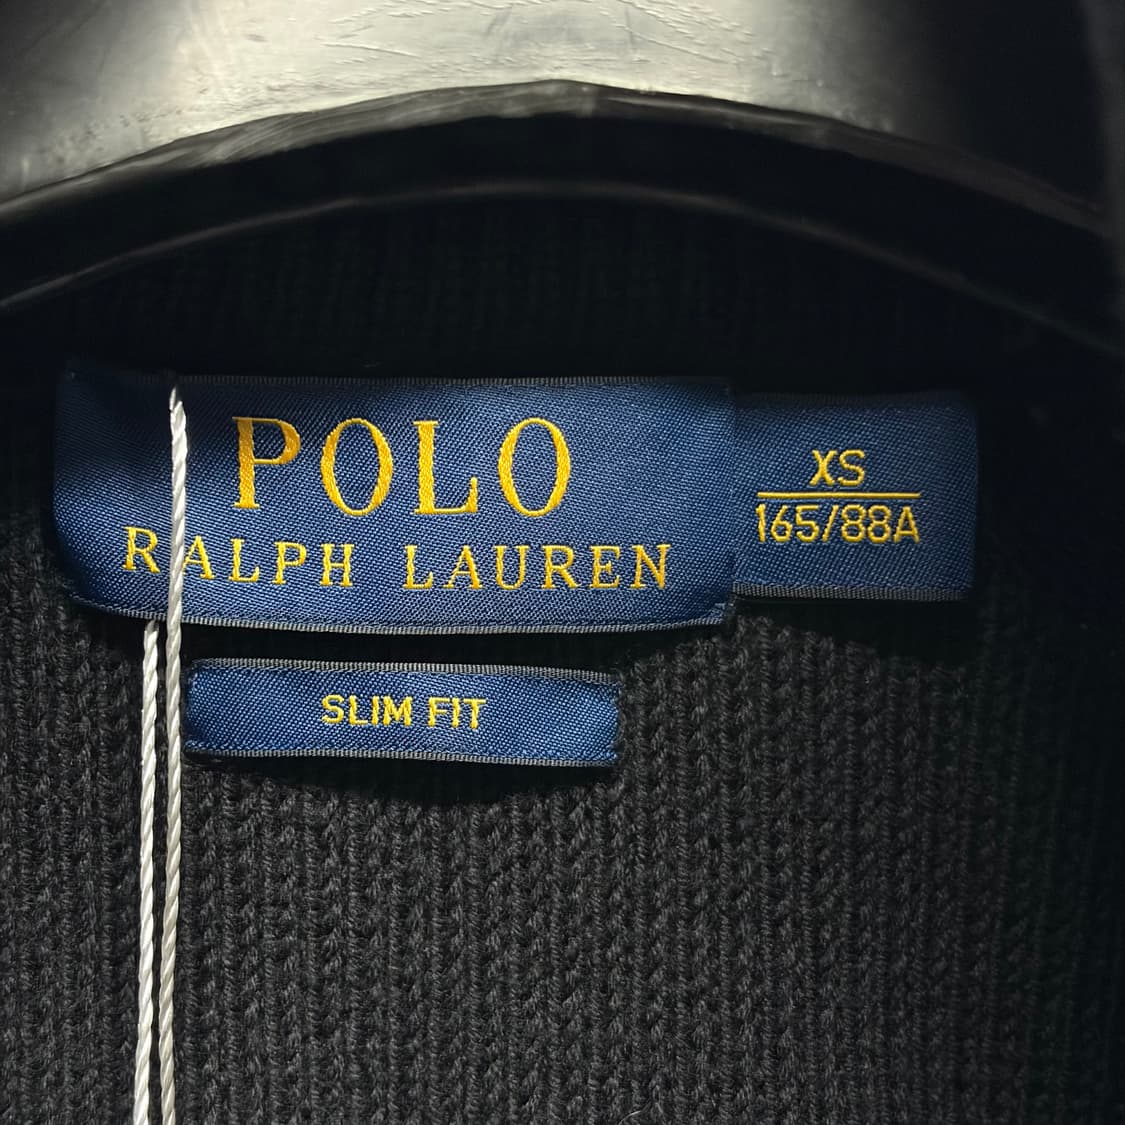 POLO
RALPH LAUREN
XS
165/88A
SLIM FIT